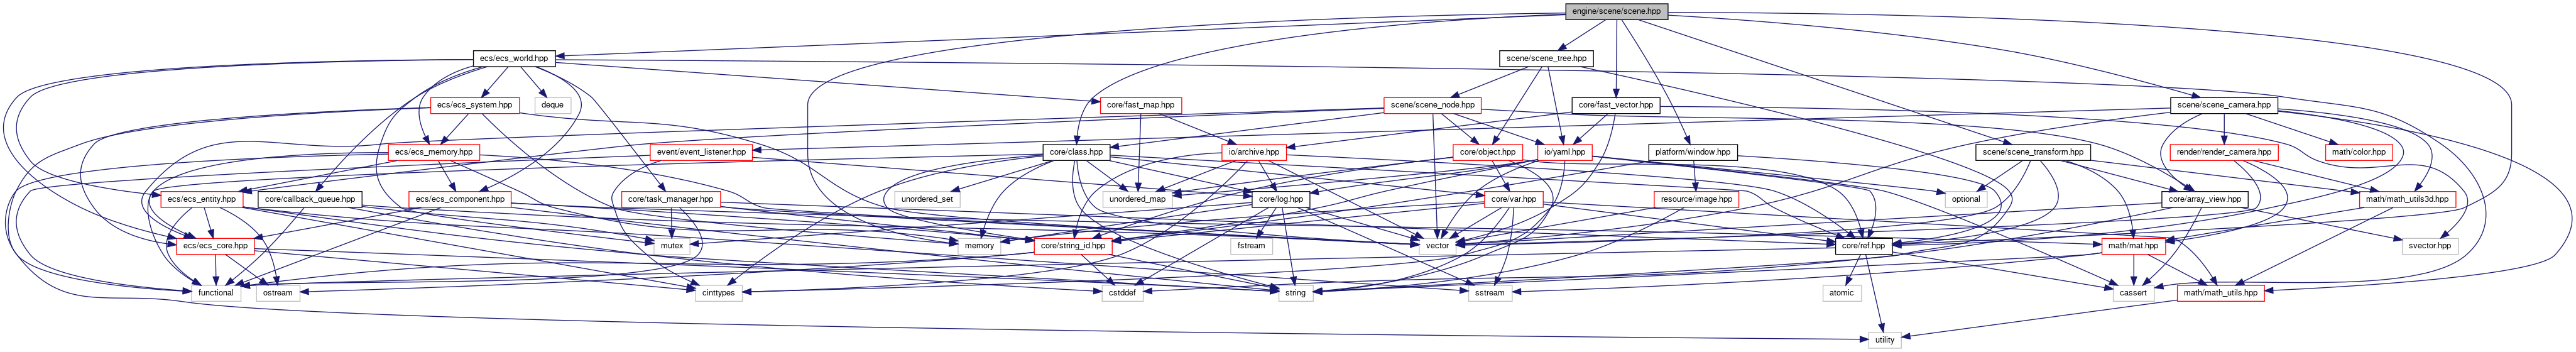 engine/scene/scene.hpp
ecs/ecs_world.hpp
scene/scene_tree.hpp
ecs/ecs_system.hpp
deque
core/fast_map.hpp
scene/scene_node.hpp
core/fast_vector.hpp
scene/scene_camera.hpp
ecs/ecs_memory.hpp
event/event_listener.hpp
core/class.hpp
io/archive.hpp
core/object.hpp
io/yaml.hpp
platform/window.hpp
scene/scene_transform.hpp
render/render_camera.hpp
math/color.hpp
ecs/ecs_entity.hpp
core/callback_queue.hpp
ecs/ecs_component.hpp
core/task_manager.hpp
unordered_set
unordered_map
core/log.hpp
core/var.hpp
resource/image.hpp
optional
core/array_view.hpp
math/math_utils3d.hpp
ecs/ecs_core.hpp
mutex
memory
core/string_id.hpp
fstream
vector
core/ref.hpp
math/mat.hpp
svector.hpp
functional
ostream
cinttypes
cstddef
string
sstream
atomic
cassert
math/math_utils.hpp
utility